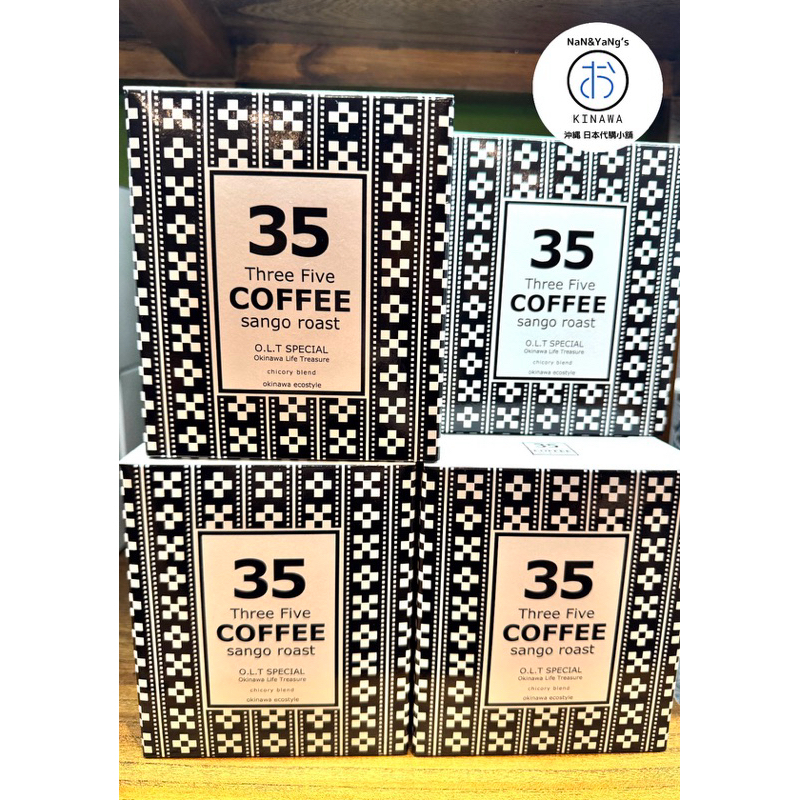 NaN&YaNg's
お
KINAWA
沖縄 日本代購小舖
35
Three Five
COFFEE
sango roast
O.L.T SPECIAL
Okinawa Life Treasure
chicory blend
okinawa ecostyle
35
Three Five
COFFEE
sango roast
O.L.T SPECIAL
Okinawa Life Treasure
chicory blend
okinawa ecostyle
35
COFFEE
35
Three Five
COFFEE
sango roast
O.L.T SPECIAL
Okinawa Life Treasure
chicory blend
okinawa ecostyle
35
Three Five
COFFEE
sango roast
O.L.T SPECIAL
Okinawa Life Treasure
chicory blend
okinawa ecostyle